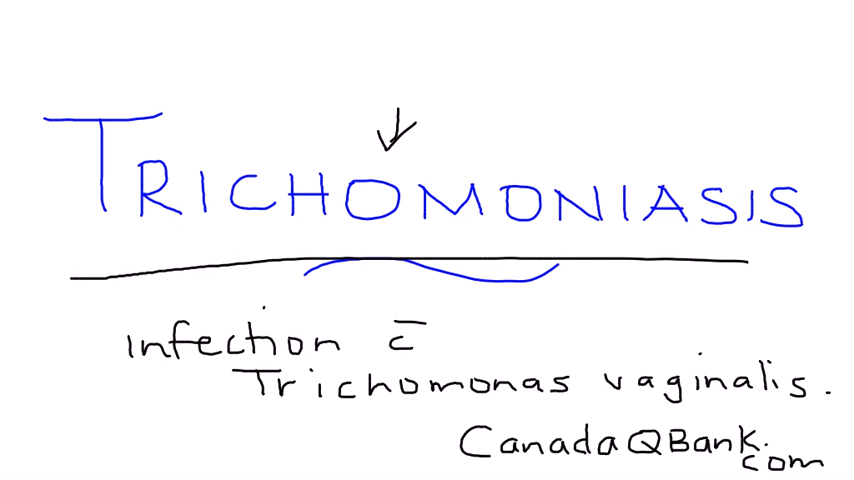 TRICHOMONIASIS
infection c̄
Trichomonas vaginalis.
CanadaQBank.
com